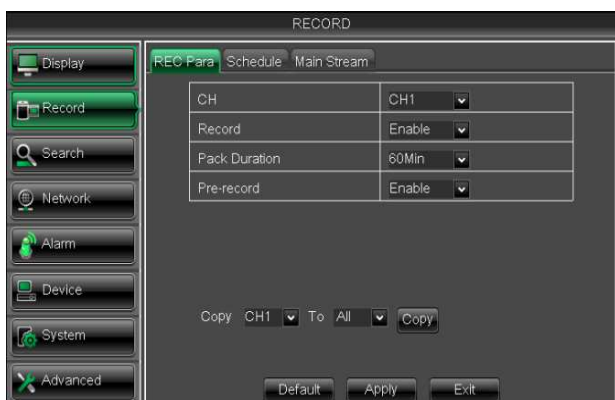 RECORD
Display
Record
Search
Network
Alarm
Device
System
Advanced
REC Para Schedule Main Stream
CH CH1
Record Enable
Pack Duration 60Min
Pre-record Enable
Copy CH1 To All Copy
Default Apply Exit